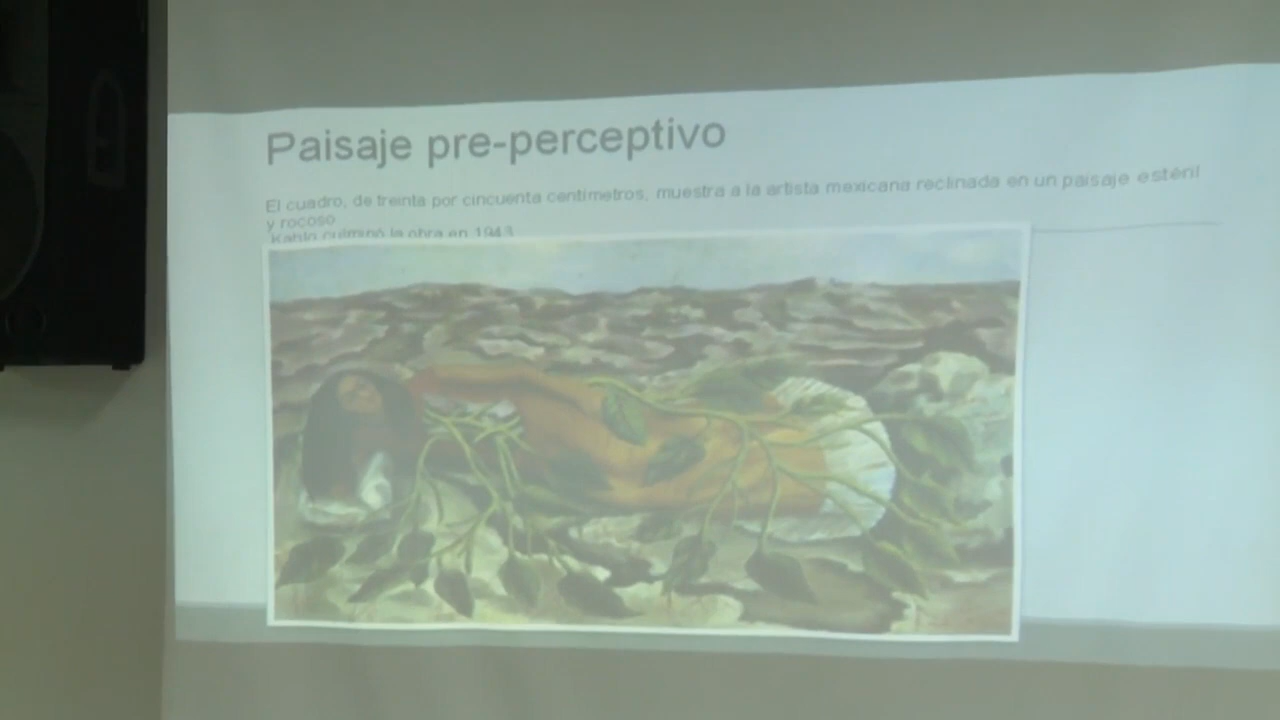 Paisaje pre-perceptivo
El cuadro, de treinta por cincuenta centímetros, muestra a la artista mexicana reclinada en un paisaje estéril
y rocoso
Kahlo culminó la obra en 1943